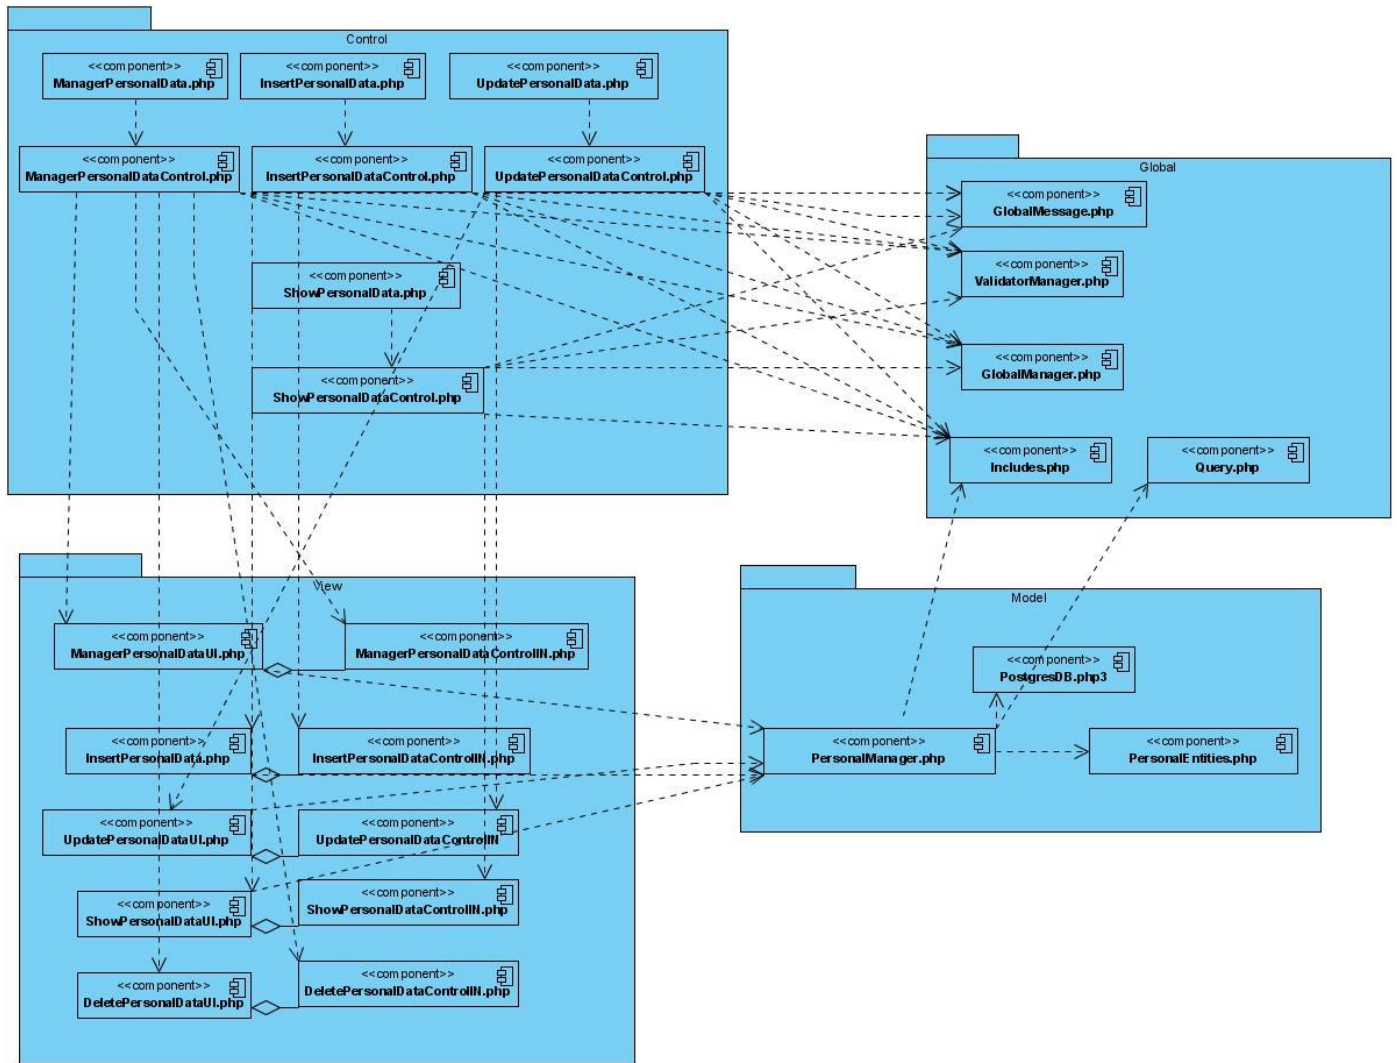 Control
<<component>>
ManagerPersonalData.php
<<component>>
InsertPersonalData.php
<<component>>
UpdatePersonalData.php
<<component>>
ManagerPersonalDataControl.php
<<component>>
InsertPersonalDataControl.php
<<component>>
UpdatePersonalDataControl.php
<<component>>
ShowPersonalData.php
<<component>>
ShowPersonalDataControl.php
Global
<<component>>
GlobalMessage.php
<<component>>
ValidatorManager.php
<<component>>
GlobalManager.php
<<component>>
Includes.php
<<component>>
Query.php
View
<<component>>
ManagerPersonalDataUI.php
<<component>>
ManagerPersonalDataControlIN.php
<<component>>
InsertPersonalData.php
<<component>>
InsertPersonalDataControlIN.php
<<component>>
UpdatePersonalDataUI.php
<<component>>
UpdatePersonalDataControlIN
<<component>>
ShowPersonalDataUI.php
<<component>>
ShowPersonalDataControlIN.php
<<component>>
DeletePersonalDataUI.php
<<component>>
DeletePersonalDataControlIN.php
Model
<<component>>
PostgresDB.php3
<<component>>
PersonalManager.php
<<component>>
PersonalEntities.php